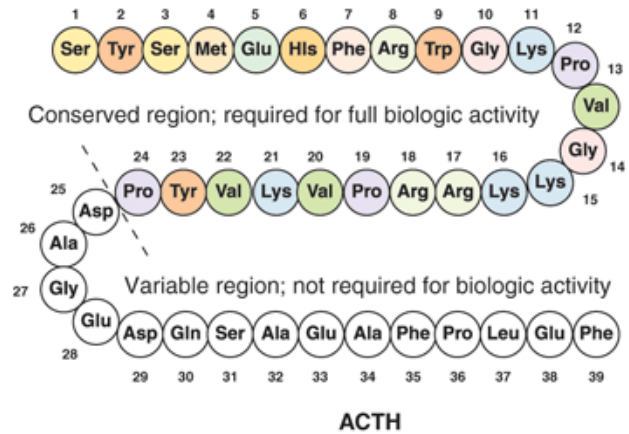 1 2 3 4 5 6 7 8 9 10 11 12
Ser Tyr Ser Met Glu HIs Phe Arg Trp Gly Lys Pro
13
Val
Conserved region; required for full biologic activity
Gly
14
24 23 22 21 20 19 18 17 16 15
Pro Tyr Val Lys Val Pro Arg Arg Lys Lys
25
Asp
26
Ala
27
Gly
Variable region; not required for biologic activity
28
Glu
Asp Gln Ser Ala Glu Ala Phe Pro Leu Glu Phe
29 30 31 32 33 34 35 36 37 38 39
ACTH